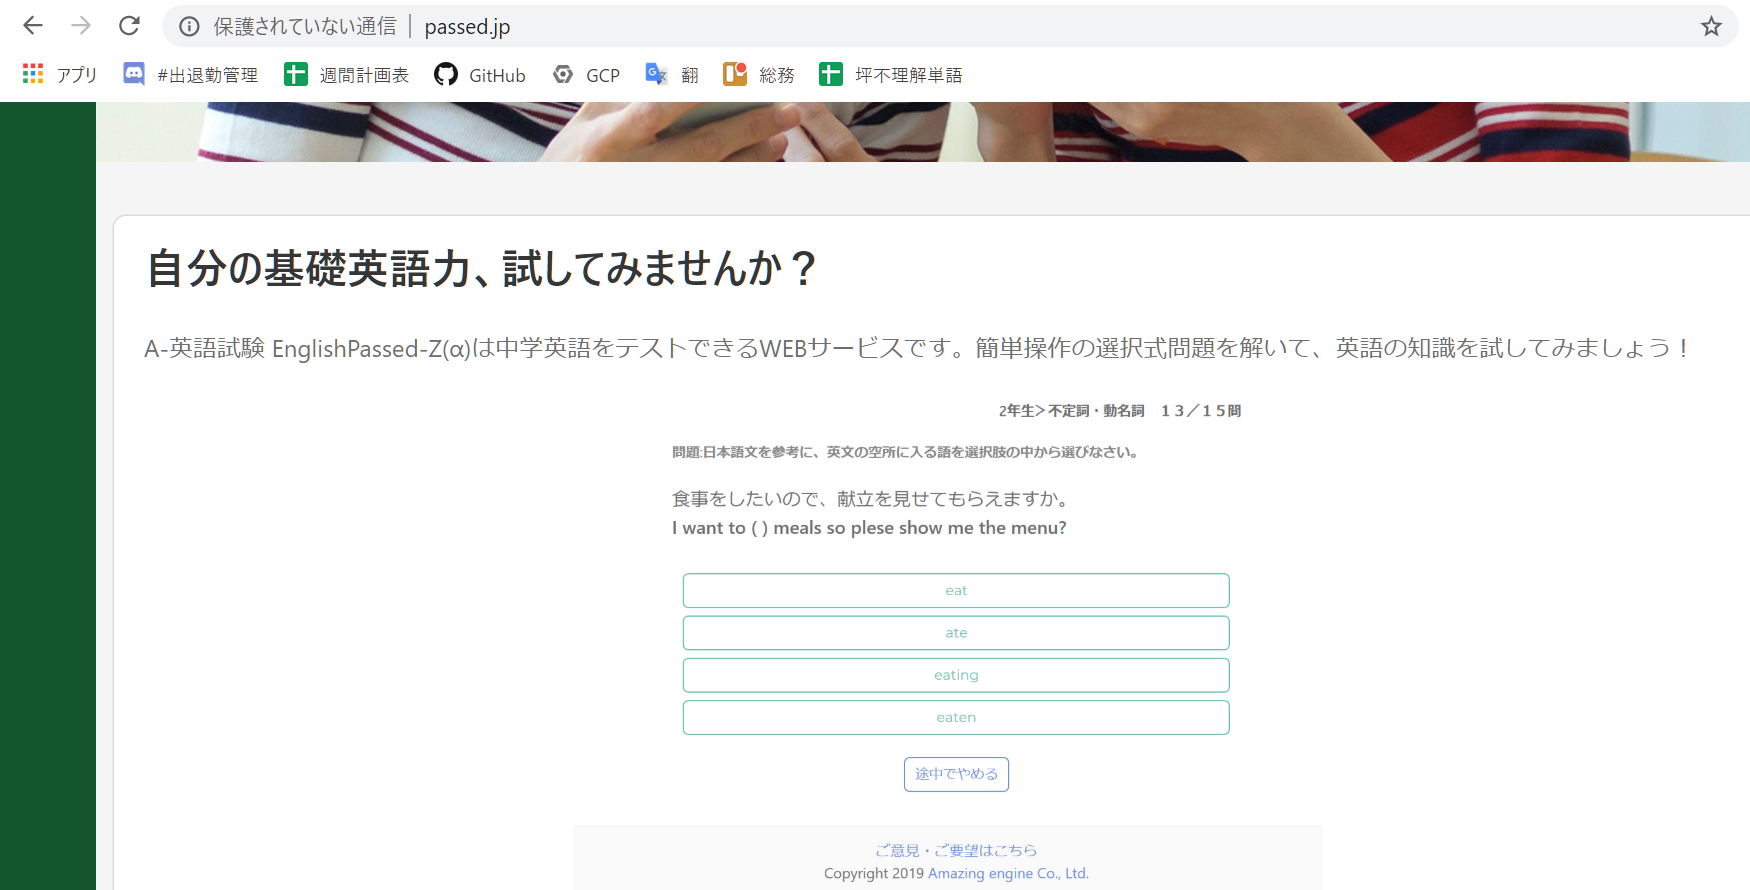 保護されていない通信 | passed.jp
アプリ #出退勤管理 週間計画表 GitHub GCP 翻 総務 坪不理解単語
自分の基礎英語力、試してみませんか？
A-英語試験 EnglishPassed-Z(α)は中学英語をテストできるWEBサービスです。簡単操作の選択式問題を解いて、英語の知識を試してみましょう！
2年生>不定詞・動名詞　１３／１５問
問題:日本語文を参考に、英文の空所に入る語を選択肢の中から選びなさい。
食事をしたいので、献立を見せてもらえますか。
I want to ( ) meals so plese show me the menu?
eat
ate
eating
eaten
途中でやめる
ご意見・ご要望はこちら
Copyright 2019 Amazing engine Co., Ltd.